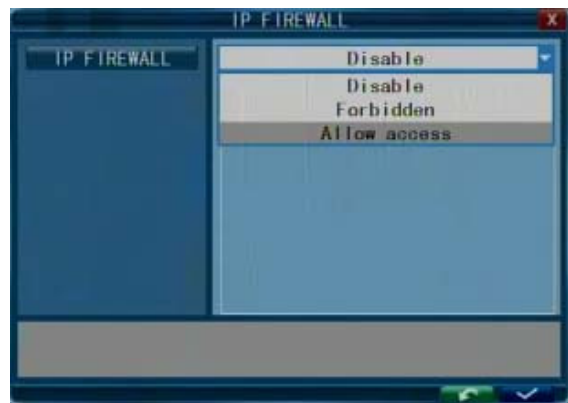 IP FIREWALL
X
IP FIREWALL
Disable
Disable
Forbidden
Allow access